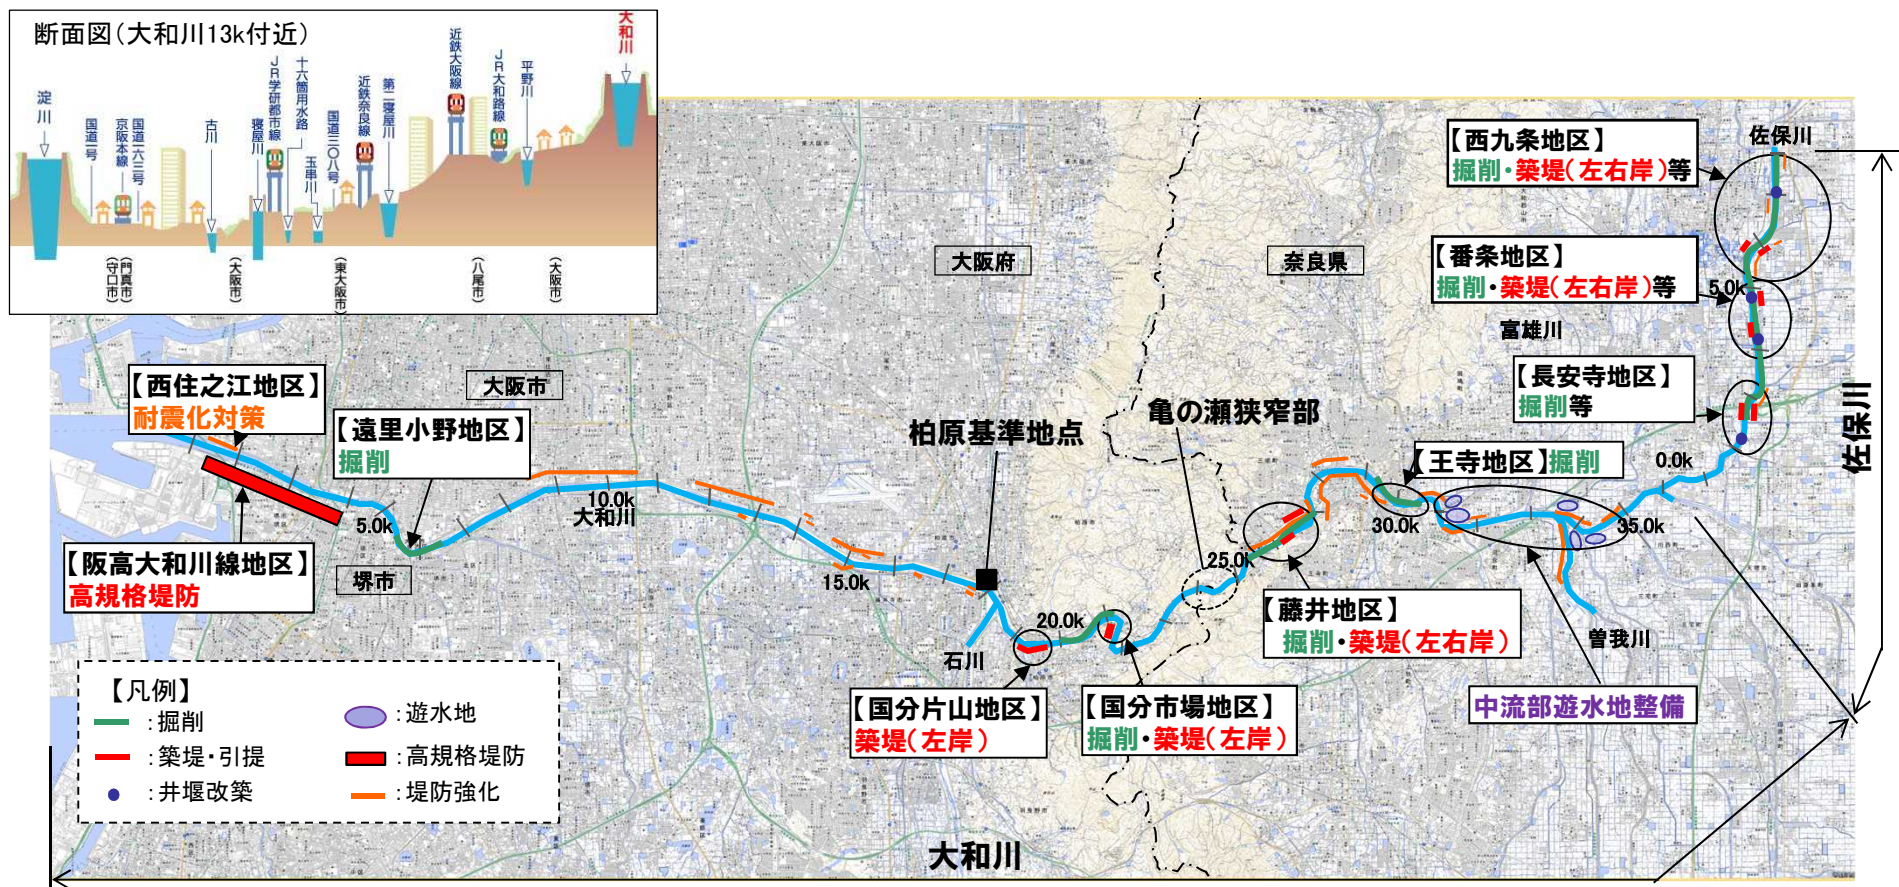 断面図(大和川13k付近)
淀川
国道一号
京阪本線
国道一六三号
古川
寝屋川
JR学研都市線
十六箇用水路
玉串川
国道三〇八号
近鉄奈良線
第二寝屋川
近鉄大阪線
JR大和路線
平野川
大和川
(守口市)
(門真市)
(大阪市)
(東大阪市)
(八尾市)
(大阪市)
大阪府
奈良県
【西九条地区】
掘削・築堤(左右岸)等
佐保川
【番条地区】
掘削・築堤(左右岸)等
5.0k
富雄川
【長安寺地区】
掘削等
佐保川
【西住之江地区】
耐震化対策
大阪市
【遠里小野地区】
掘削
柏原基準地点
亀の瀬狭窄部
【王寺地区】掘削
0.0k
5.0k
10.0k
大和川
15.0k
20.0k
25.0k
30.0k
35.0k
【阪高大和川線地区】
高規格堤防
堺市
石川
【藤井地区】
掘削・築堤(左右岸)
曽我川
【国分片山地区】
築堤(左岸)
【国分市場地区】
掘削・築堤(左岸)
中流部遊水地整備
【凡例】
:掘削
:遊水地
:築堤・引提
:高規格堤防
:井堰改築
:堤防強化
大和川